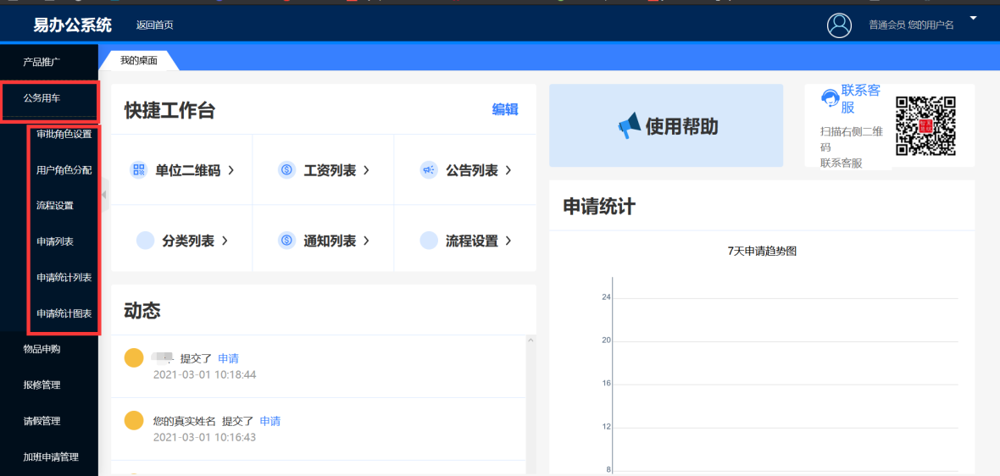 易办公系统
返回首页
普通会员 您的用户名
产品推广
公务用车
审批角色设置
用户角色分配
流程设置
申请列表
申请统计列表
申请统计图表
物品申购
报修管理
请假管理
加班申请管理
我的桌面
快捷工作台
编辑
单位二维码
工资列表
公告列表
分类列表
通知列表
流程设置
动态
提交了 申请
2021-03-01 10:18:44
您的真实姓名 提交了 申请
2021-03-01 10:16:43
使用帮助
联系客
服
扫描右侧二维
码
联系客服
申请统计
7天申请趋势图
24
20
16
12
8